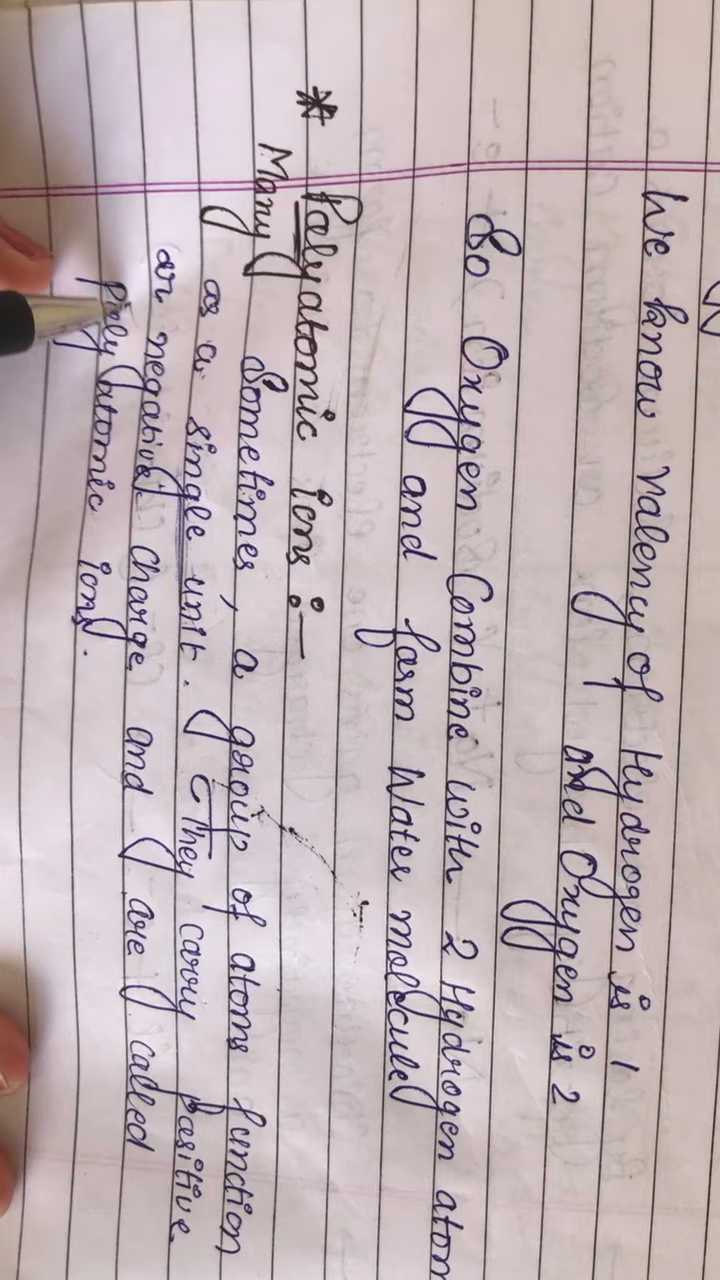 We know Valency of Hydrogen is 1
and Oxygen is 2
So Oxygen Combine with 2 Hydrogen atom
and form Water molecule
* Polyatomic ions :-
Many
Sometimes, a group of atoms function
as a single unit. They carry positive
or negative charge and are called
polyatomic ions.